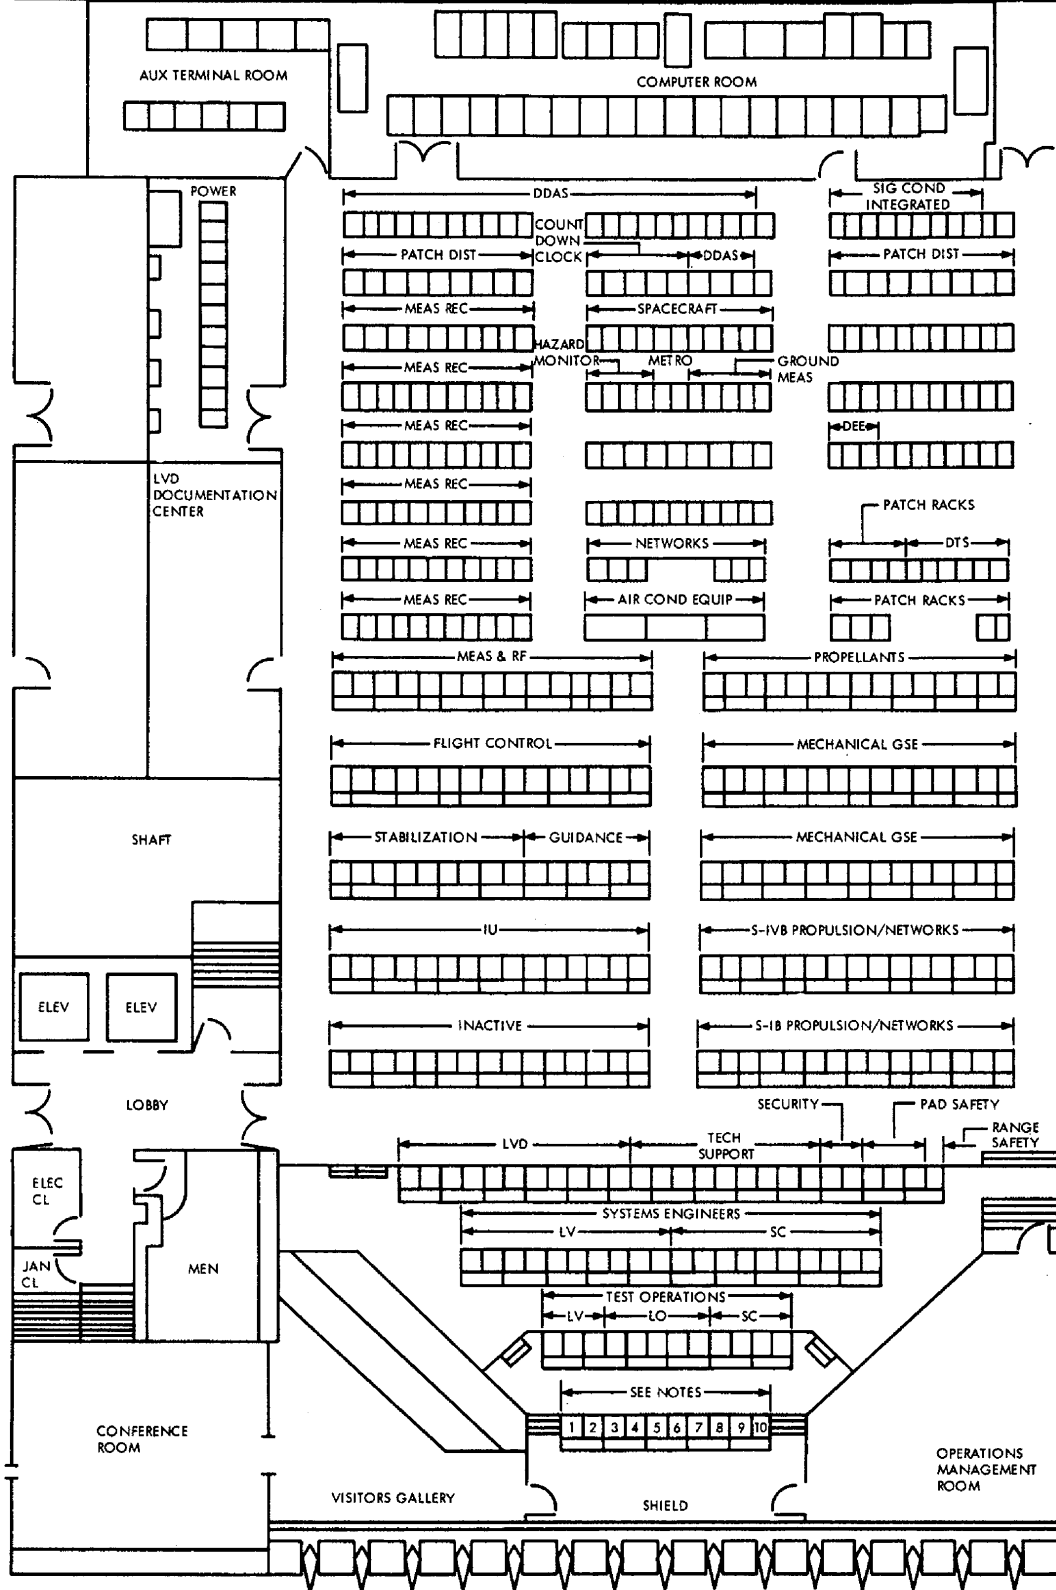 AUX TERMINAL ROOM
COMPUTER ROOM
POWER
DDAS
SIG COND
INTEGRATED
COUNT
DOWN
CLOCK
PATCH DIST
DDAS
PATCH DIST
MEAS REC
SPACECRAFT
HAZARD
MONITOR
METRO
GROUND
MEAS
MEAS REC
MEAS REC
DEE
LVD
DOCUMENTATION
CENTER
MEAS REC
PATCH RACKS
MEAS REC
NETWORKS
DTS
MEAS REC
AIR COND EQUIP
PATCH RACKS
MEAS & RF
PROPELLANTS
FLIGHT CONTROL
MECHANICAL GSE
SHAFT
STABILIZATION
GUIDANCE
MECHANICAL GSE
IU
S-IVB PROPULSION/NETWORKS
ELEV
ELEV
INACTIVE
S-IB PROPULSION/NETWORKS
LOBBY
SECURITY
PAD SAFETY
RANGE
SAFETY
LVD
TECH
SUPPORT
ELEC
CL
SYSTEMS ENGINEERS
LV
SC
JAN
CL
MEN
TEST OPERATIONS
LV
LO
SC
SEE NOTES
1 2 3 4 5 6 7 8 9 10
CONFERENCE
ROOM
VISITORS GALLERY
SHIELD
OPERATIONS
MANAGEMENT
ROOM